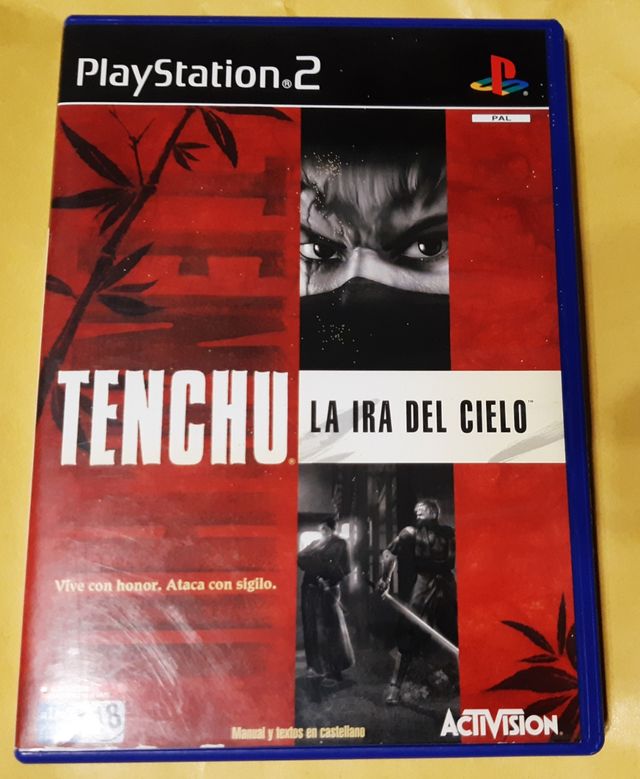 PlayStation®2
PAL
TENCHU®
LA IRA DEL CIELO™
Vive con honor. Ataca con sigilo.
18
Manual y textos en castellano
ACTIVISION